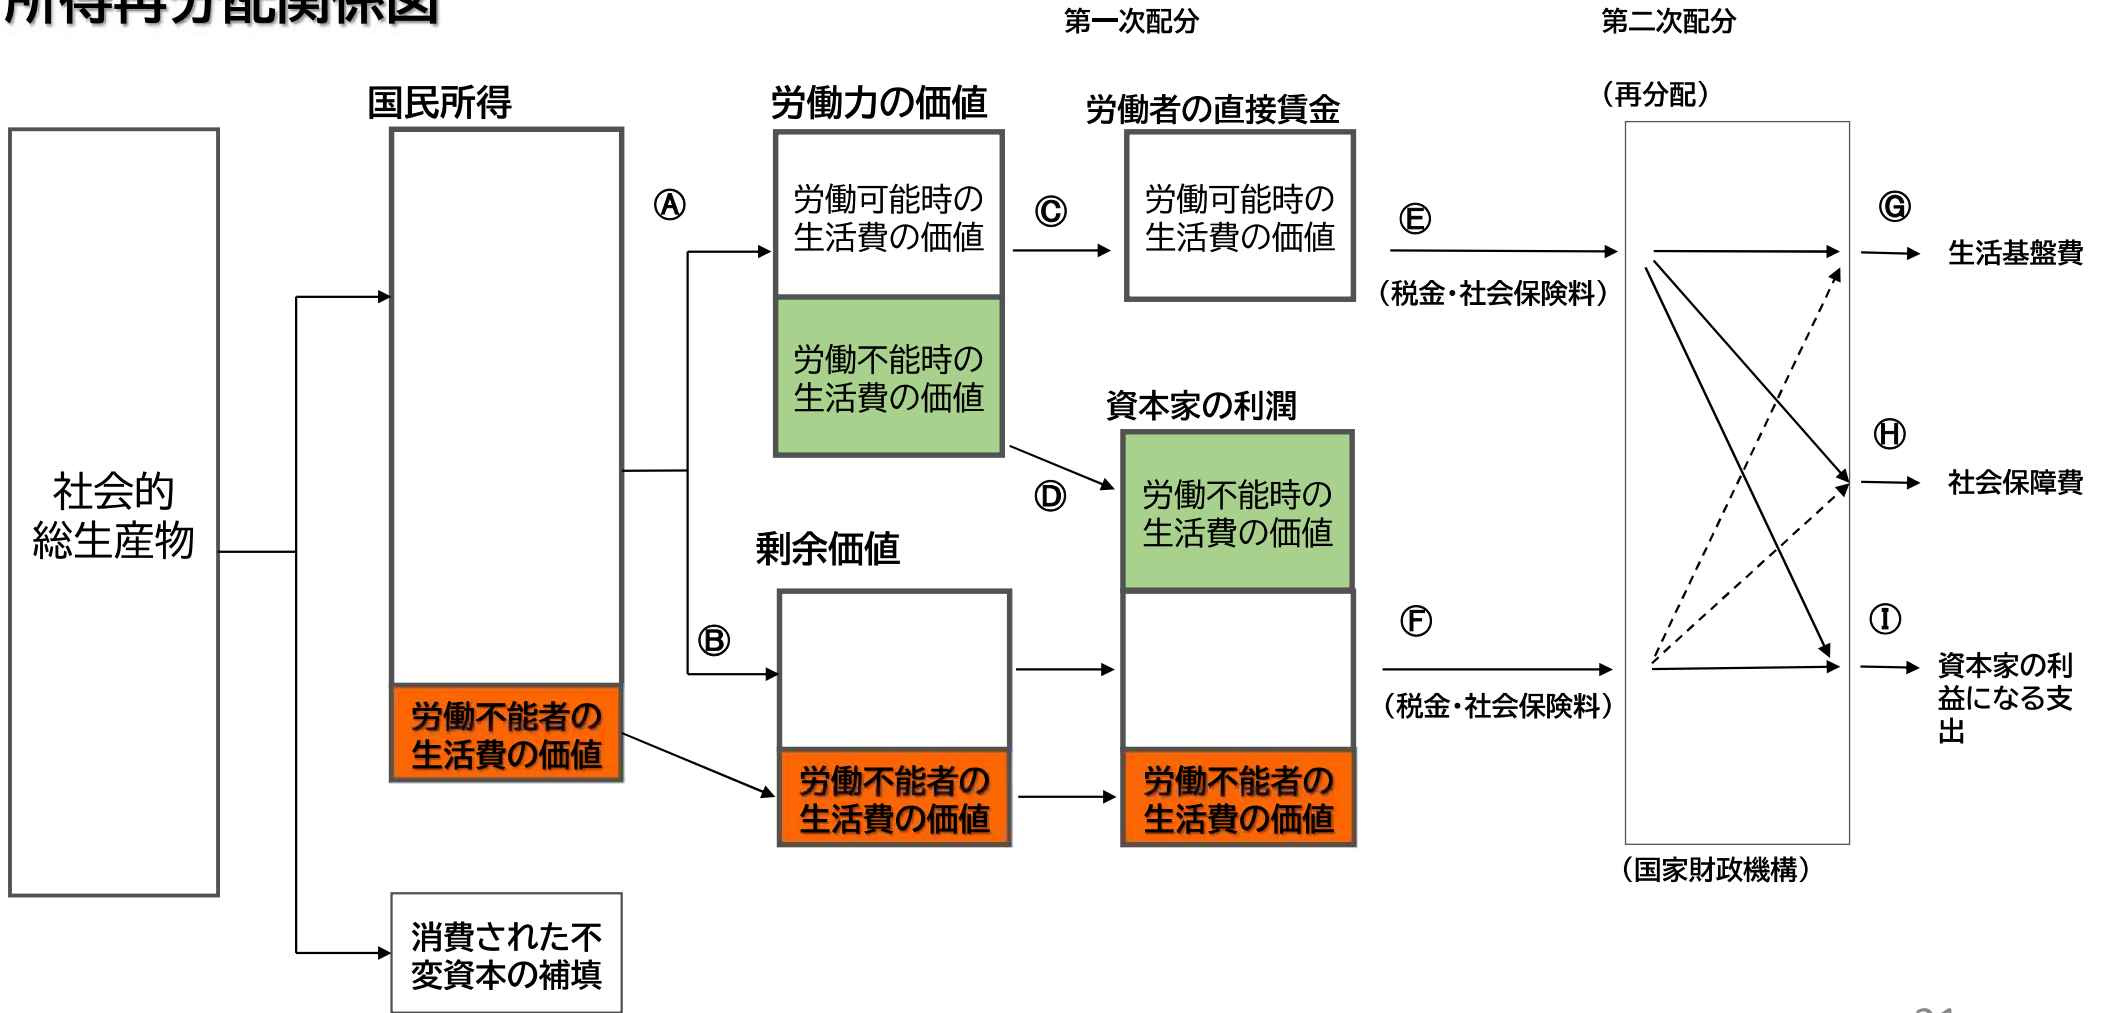 所得再分配関係図
第一次配分
第二次配分
（再分配）
国民所得
労働力の価値
労働者の直接賃金
Ⓐ
労働可能時の
生活費の価値
Ⓒ
労働可能時の
生活費の価値
Ⓔ
（税金・社会保険料）
Ⓖ
生活基盤費
労働不能時の
生活費の価値
資本家の利潤
Ⓓ
労働不能時の
生活費の価値
Ⓗ
社会保障費
社会的
総生産物
剰余価値
Ⓑ
Ⓕ
（税金・社会保険料）
Ⓘ
資本家の利
益になる支
出
労働不能者の
生活費の価値
労働不能者の
生活費の価値
労働不能者の
生活費の価値
（国家財政機構）
消費された不
変資本の補填